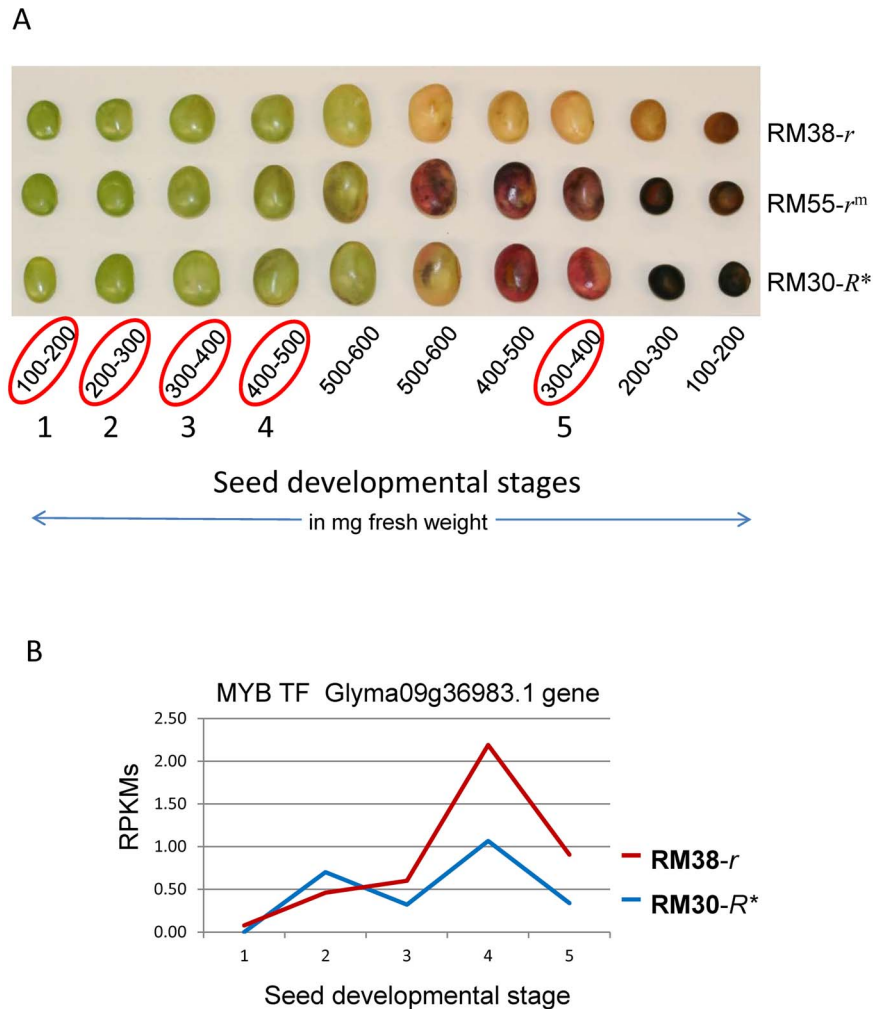 A
RM38-r
RM55-rᵐ
RM30-R*
100-200 200-300 300-400 400-500 500-600 500-600 400-500 300-400 200-300 100-200
1 2 3 4 5
Seed developmental stages
in mg fresh weight
B
MYB TF Glyma09g36983.1 gene
2.50
2.00
1.50
1.00
0.50
0.00
RPKMs
1 2 3 4 5
Seed developmental stage
RM38-r
RM30-R*